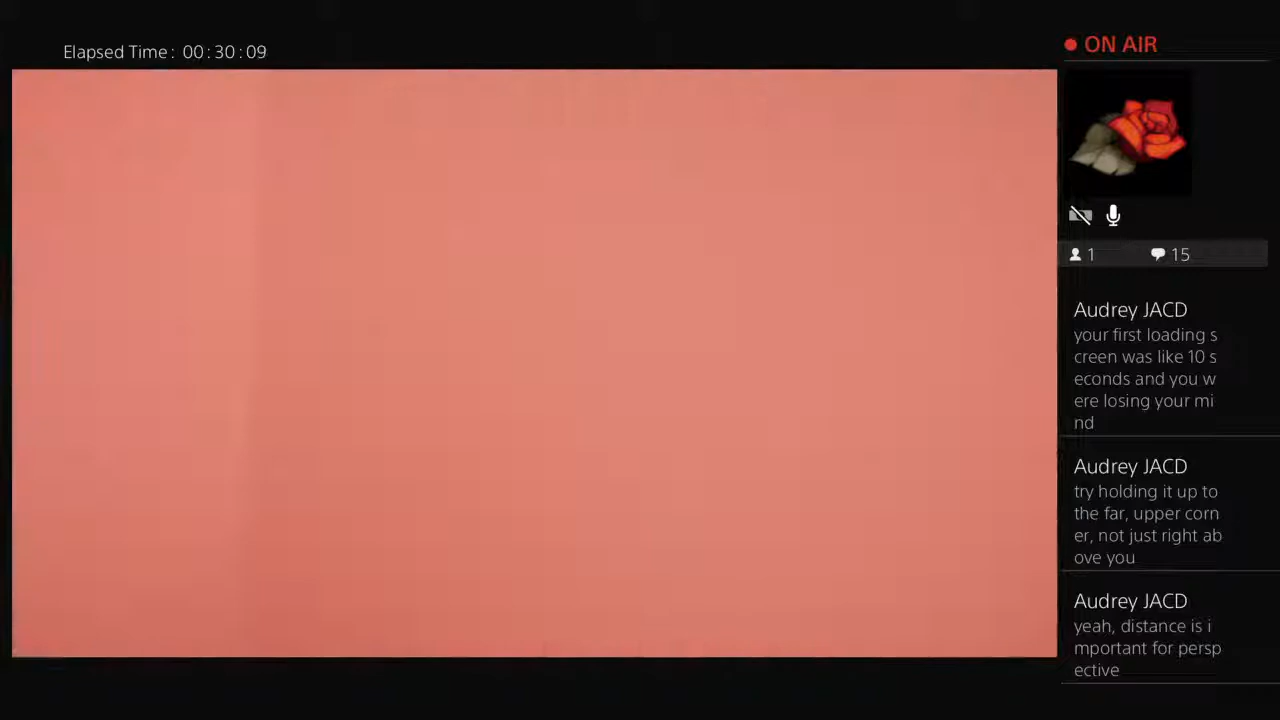 Elapsed Time: 00:30:09
ON AIR
1 15
Audrey JACD
your first loading s
creen was like 10 s
econds and you w
ere losing your mi
nd
Audrey JACD
try holding it up to
the far, upper corn
er, not just right ab
ove you
Audrey JACD
yeah, distance is i
mportant for persp
ective